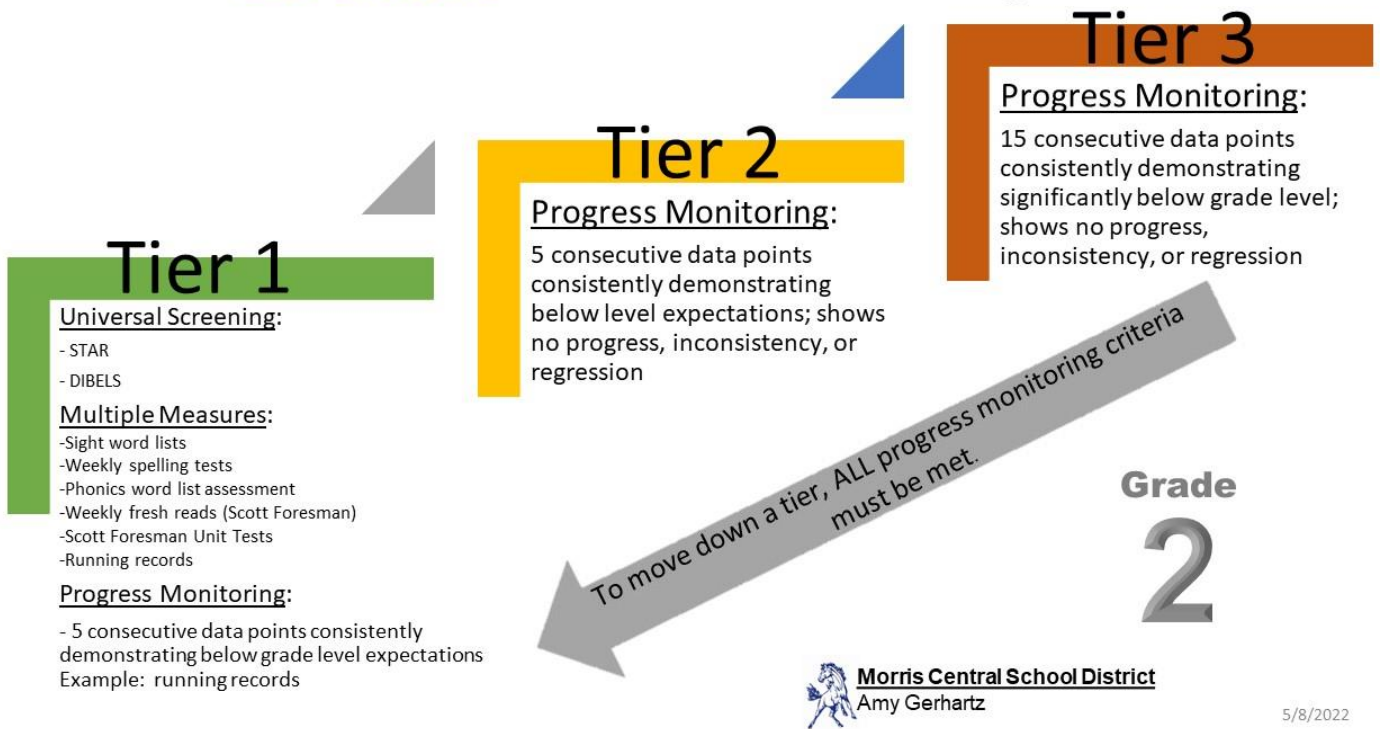 Tier 1
Universal Screening:
- STAR
- DIBELS
Multiple Measures:
-Sight word lists
-Weekly spelling tests
-Phonics word list assessment
-Weekly fresh reads (Scott Foresman)
-Scott Foresman Unit Tests
-Running records
Progress Monitoring:
- 5 consecutive data points consistently
demonstrating below grade level expectations
Example: running records
Tier 2
Progress Monitoring:
5 consecutive data points
consistently demonstrating
below level expectations; shows
no progress, inconsistency, or
regression
Tier 3
Progress Monitoring:
15 consecutive data points
consistently demonstrating
significantly below grade level;
shows no progress,
inconsistency, or regression
To move down a tier, ALL progress monitoring criteria
must be met.
Grade
2
Morris Central School District
Amy Gerhartz
5/8/2022